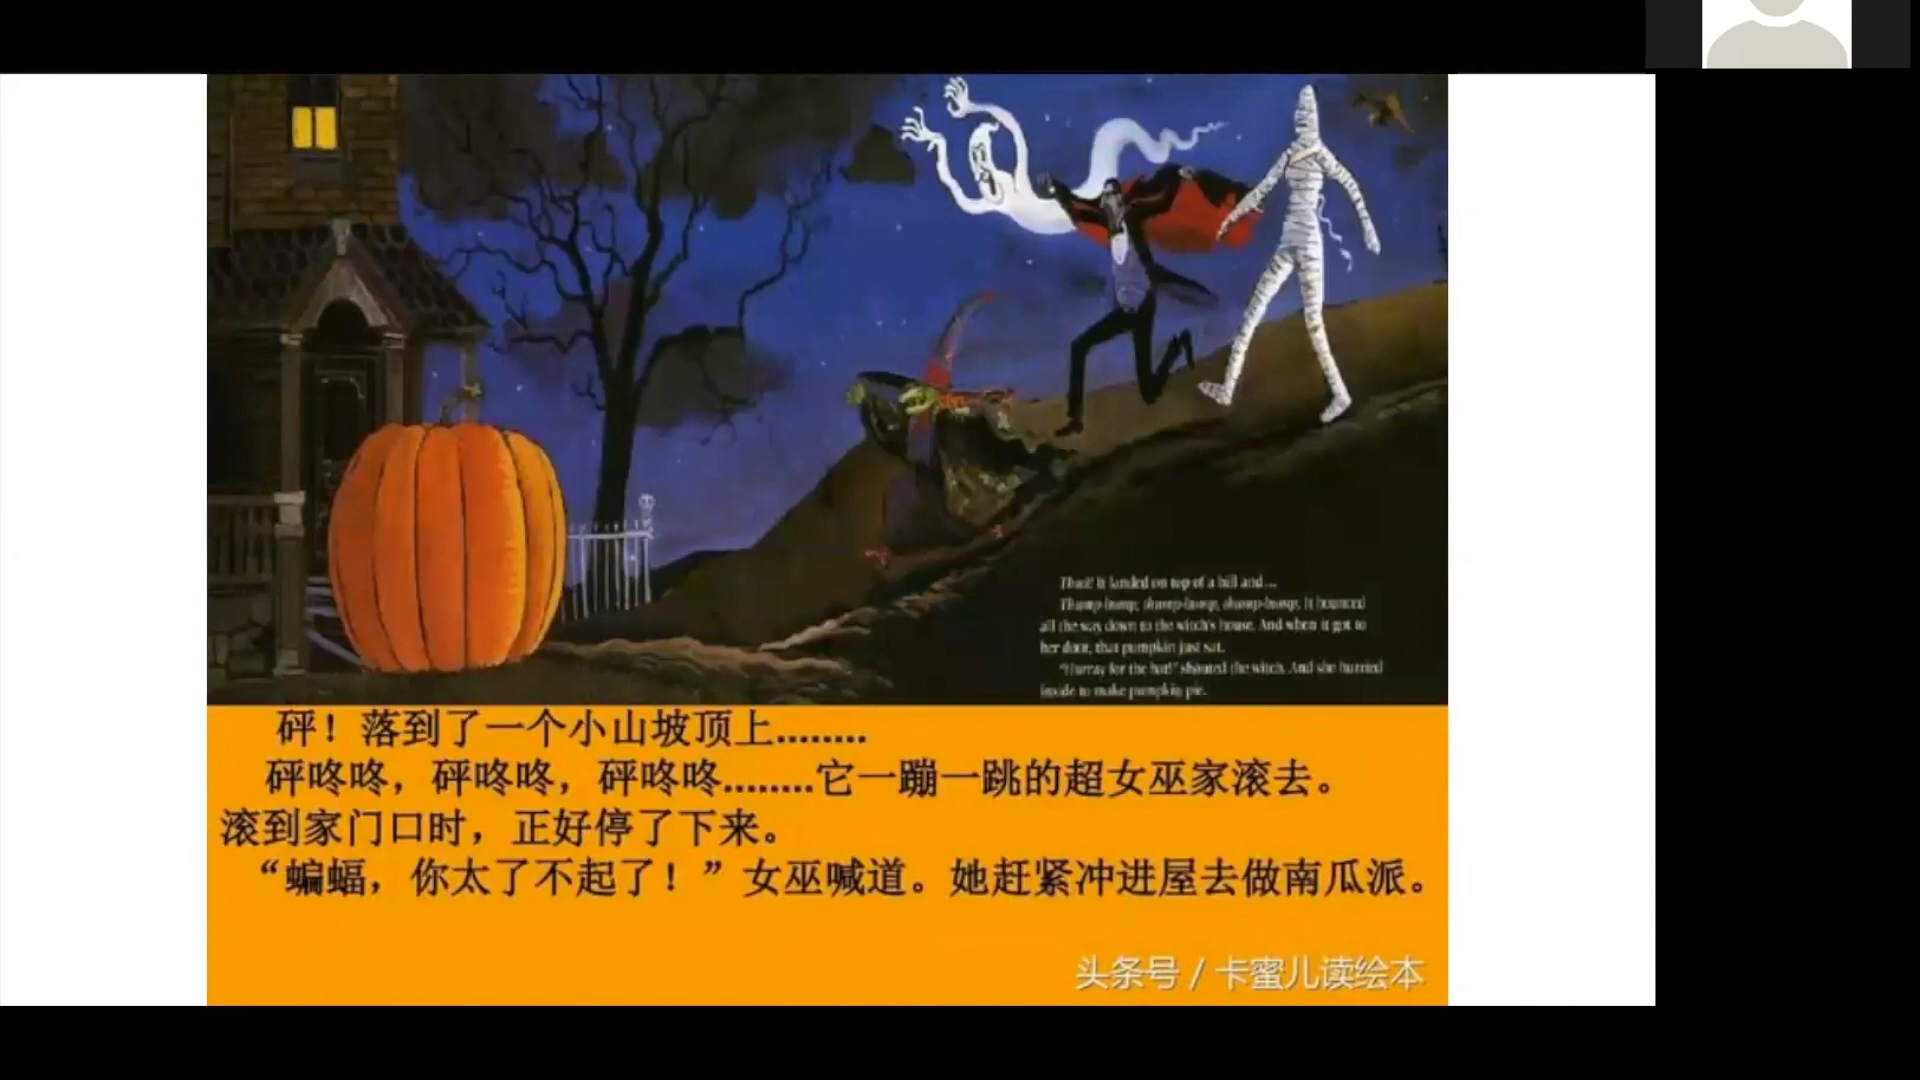 Thud! It landed on top of a hill and...
Thump-bump, thump-bump, thump-bump, it bounced
all the way down to the witch's house. And when it got to
her door, that pumpkin just sat.
"Hurray for the bat!" shouted the witch. And she hurried
inside to make pumpkin pie.
砰！落到了一个小山坡顶上........
砰咚咚，砰咚咚，砰咚咚........它一蹦一跳的超女巫家滚去。
滚到家门口时，正好停了下来。
“蝙蝠，你太了不起了！”女巫喊道。她赶紧冲进屋去做南瓜派。
头条号 / 卡蜜儿读绘本